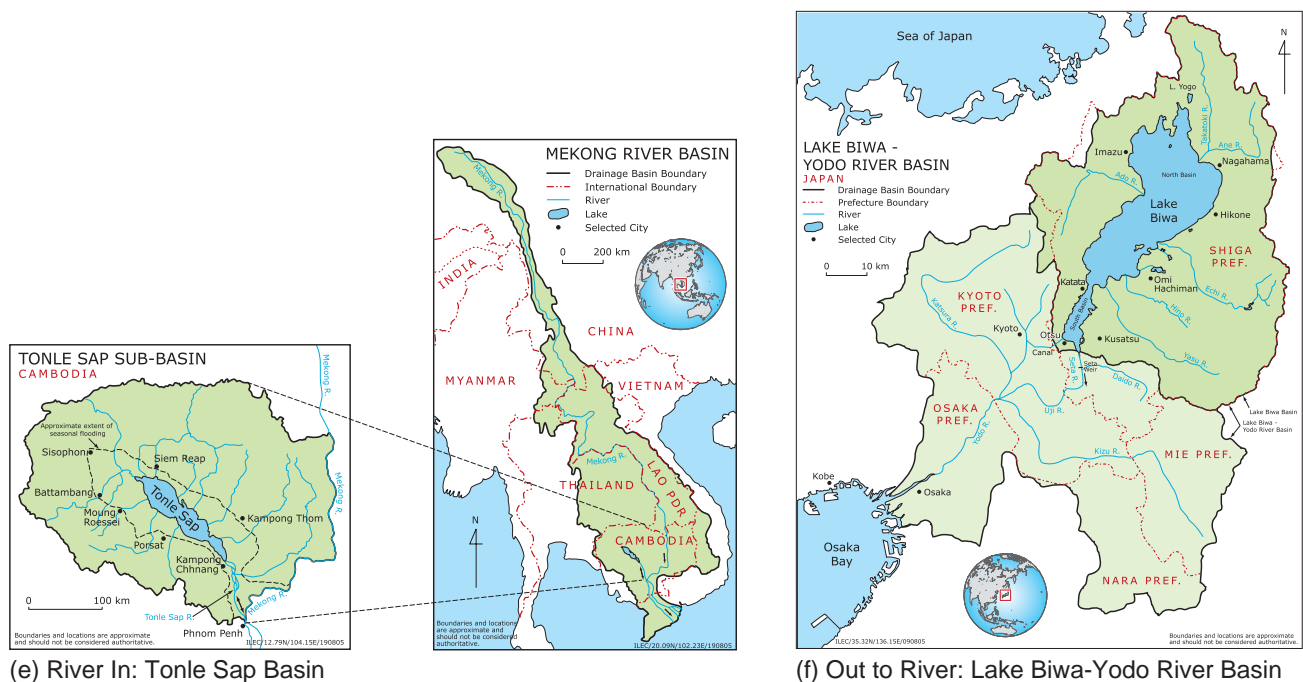 TONLE SAP SUB-BASIN
CAMBODIA
Mekong R.
Approximate extent of
seasonal flooding
Sisophon
Siem Reap
Battambang
Tonle Sap
Mekong R.
Moung
Roessei
Kampong Thom
Porsat
Kampong
Chhnang
0 100 km
Tonle Sap R.
Mekong R.
Phnom Penh
Boundaries and locations are approximate
and should not be considered authoritative.
ILEC/12.79N/104.15E/190805
(e) River In: Tonle Sap Basin
MEKONG RIVER BASIN
Drainage Basin Boundary
International Boundary
River
Lake
Selected City
0 200 km
Mekong R.
INDIA
CHINA
MYANMAR
VIETNAM
Mekong R.
THAILAND
LAO PDR
N
CAMBODIA
Boundaries and
locations are
approximate
and should not
be considered
authoritative.
ILEC/20.09N/102.23E/190805
Sea of Japan
N
LAKE BIWA -
YODO RIVER BASIN
JAPAN
Drainage Basin Boundary
Prefecture Boundary
River
Lake
Selected City
0 10 km
L. Yogo
Takatoki R.
Imazu
Ane R.
Nagahama
North Basin
Ado R.
Lake
Biwa
Hikone
SHIGA
PREF.
Omi
Hachiman
Echi R.
Katata
Hino R.
South Basin
KYOTO
PREF.
Katsura R.
Kyoto
Otsu
Canal
Kusatsu
Yasu R.
Seta
Weir
Seta R.
Daido R.
OSAKA
PREF.
Uji R.
Lake Biwa Basin
Lake Biwa -
Yodo River Basin
Yodo R.
Kizu R.
MIE PREF.
Kobe
Osaka
Osaka
Bay
NARA PREF.
ILEC/35.32N/136.15E/090805
Boundaries and locations are approximate
and should not be considered authoritative.
(f) Out to River: Lake Biwa-Yodo River Basin